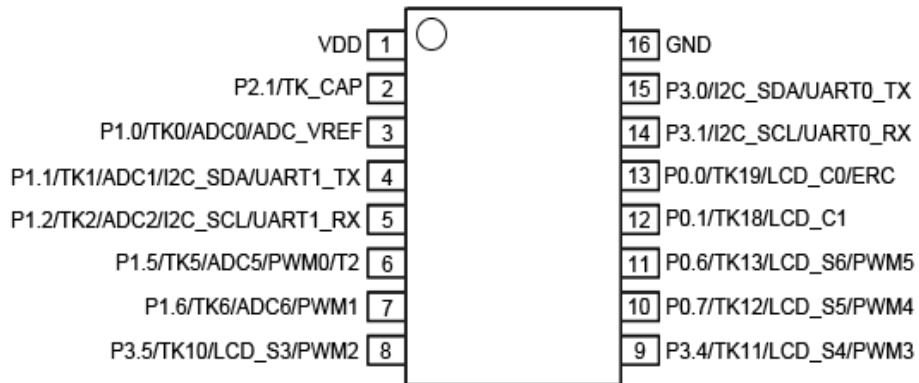 VDD 1 16 GND
P2.1/TK_CAP 2 15 P3.0/I2C_SDA/UART0_TX
P1.0/TK0/ADC0/ADC_VREF 3 14 P3.1/I2C_SCL/UART0_RX
P1.1/TK1/ADC1/I2C_SDA/UART1_TX 4 13 P0.0/TK19/LCD_C0/ERC
P1.2/TK2/ADC2/I2C_SCL/UART1_RX 5 12 P0.1/TK18/LCD_C1
P1.5/TK5/ADC5/PWM0/T2 6 11 P0.6/TK13/LCD_S6/PWM5
P1.6/TK6/ADC6/PWM1 7 10 P0.7/TK12/LCD_S5/PWM4
P3.5/TK10/LCD_S3/PWM2 8 9 P3.4/TK11/LCD_S4/PWM3